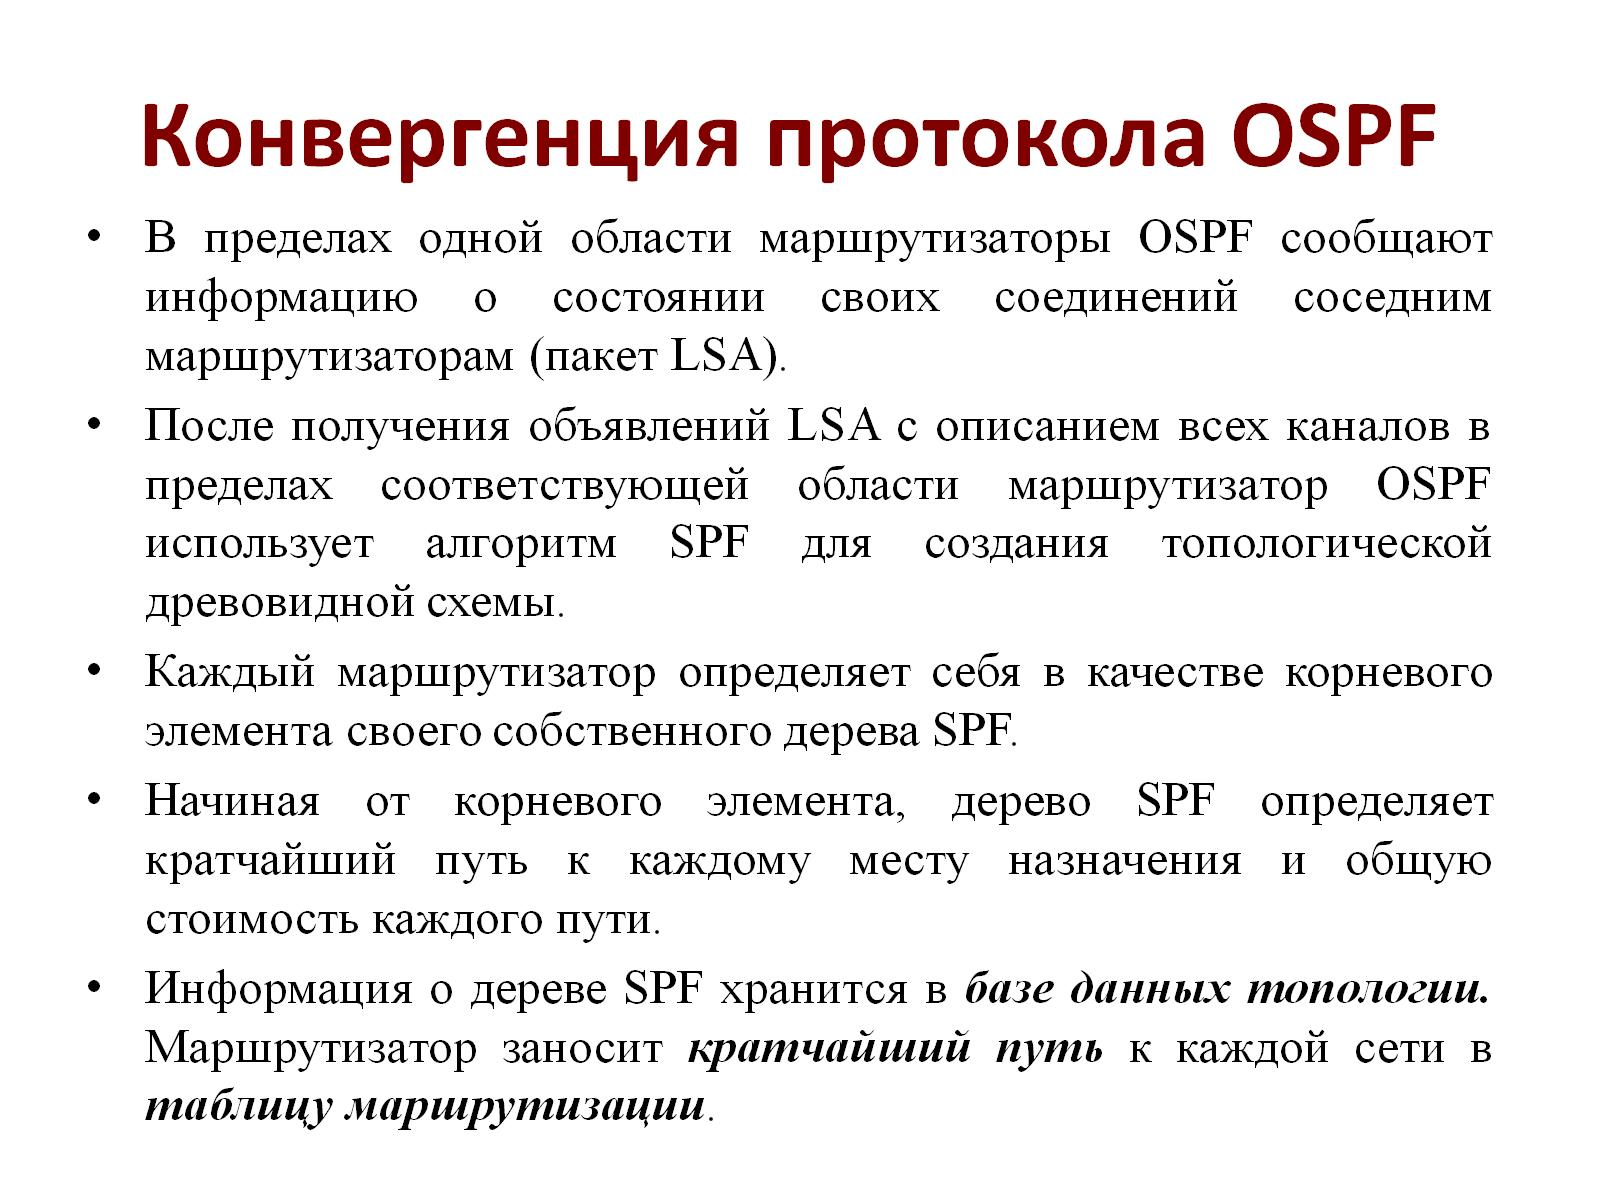 Конвергенция протокола OSPF
• В пределах одной области маршрутизаторы OSPF сообщают
информацию о состоянии своих соединений соседним
маршрутизаторам (пакет LSA).
• После получения объявлений LSA с описанием всех каналов в
пределах соответствующей области маршрутизатор OSPF
использует алгоритм SPF для создания топологической
древовидной схемы.
• Каждый маршрутизатор определяет себя в качестве корневого
элемента своего собственного дерева SPF.
• Начиная от корневого элемента, дерево SPF определяет
кратчайший путь к каждому месту назначения и общую
стоимость каждого пути.
• Информация о дереве SPF хранится в базе данных топологии.
Маршрутизатор заносит кратчайший путь к каждой сети в
таблицу маршрутизации.